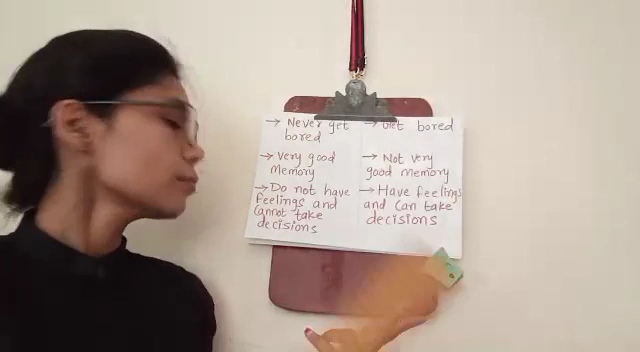 → Never get
bored
→ Very good
Memory
→ Do not have
feelings and
Cannot take
decisions
→ Get bored
→ Not very
good memory
→ Have feelings
and Can take
decisions